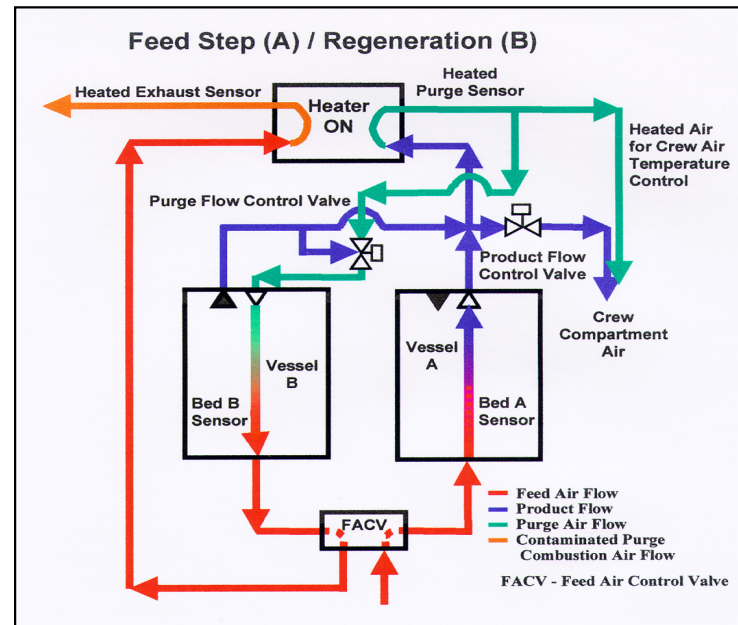 Feed Step (A) / Regeneration (B)
Heated Exhaust Sensor
Heater
ON
Heated
Purge Sensor
Heated Air
for Crew Air
Temperature
Control
Purge Flow Control Valve
Product Flow
Control Valve
Crew
Compartment
Air
Vessel
B
Bed B
Sensor
Vessel
A
Bed A
Sensor
FACV
Feed Air Flow
Product Flow
Purge Air Flow
Contaminated Purge
Combustion Air Flow
FACV - Feed Air Control Valve